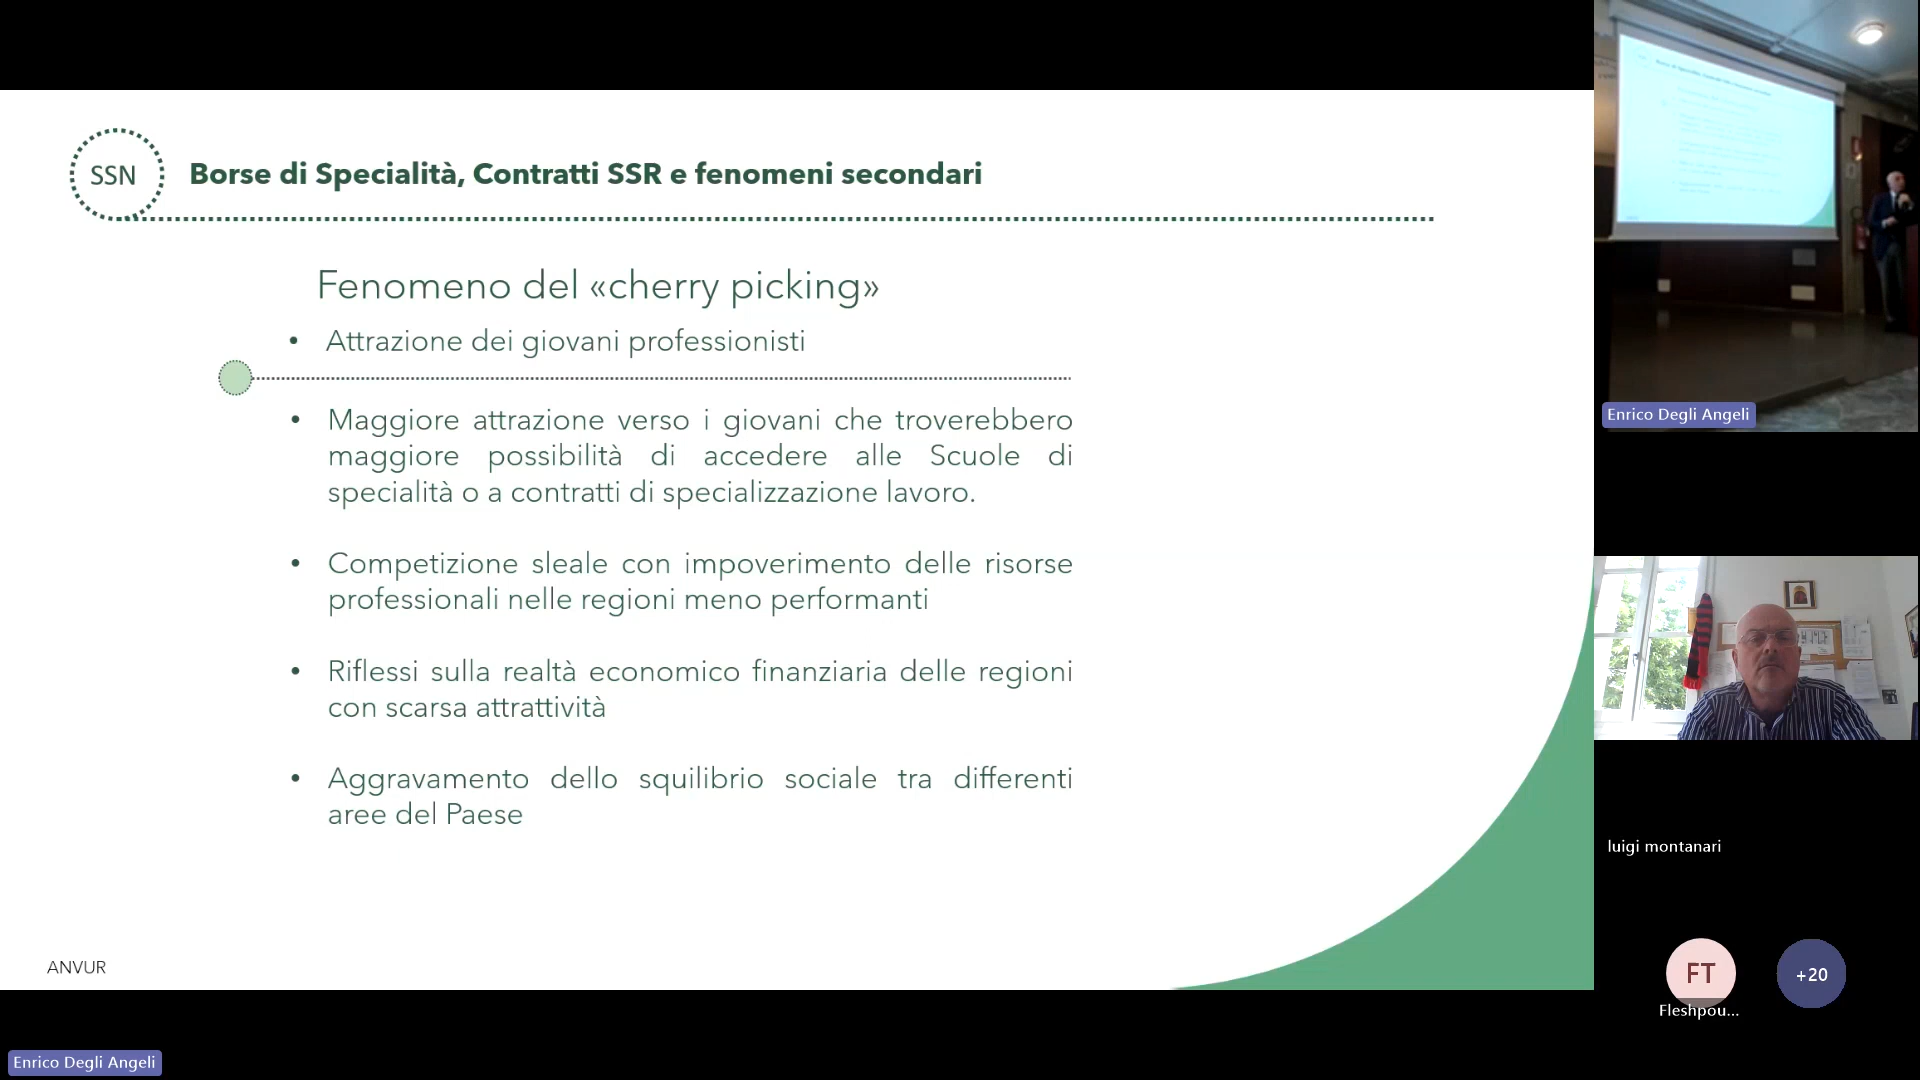 SSN
Borse di Specialità, Contratti SSR e fenomeni secondari
Fenomeno del «cherry picking»
• Attrazione dei giovani professionisti
• Maggiore attrazione verso i giovani che troverebbero
maggiore possibilità di accedere alle Scuole di
specialità o a contratti di specializzazione lavoro.
• Competizione sleale con impoverimento delle risorse
professionali nelle regioni meno performanti
• Riflessi sulla realtà economico finanziaria delle regioni
con scarsa attrattività
• Aggravamento dello squilibrio sociale tra differenti
aree del Paese
ANVUR
Enrico Degli Angeli
Enrico Degli Angeli
luigi montanari
FT
Fleshpou...
+20